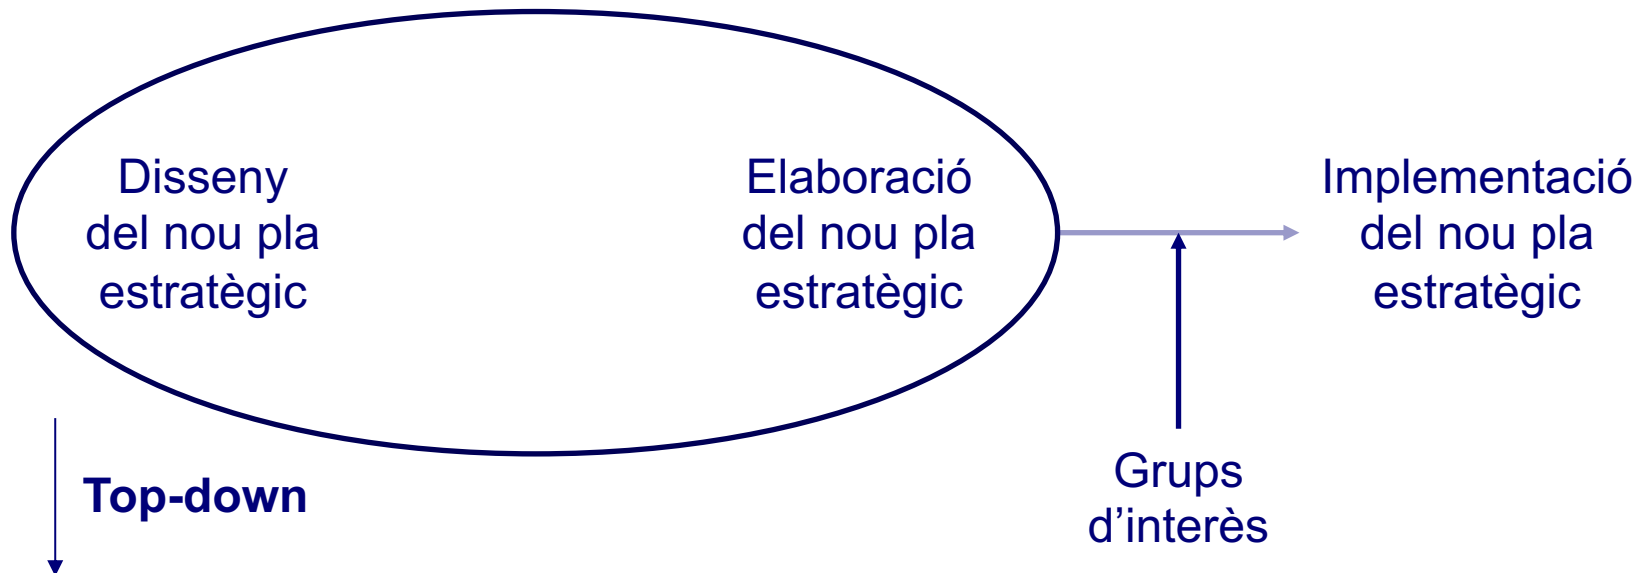 Disseny
del nou pla
estratègic
Elaboració
del nou pla
estratègic
Implementació
del nou pla
estratègic
Top-down
Grups
d’interès